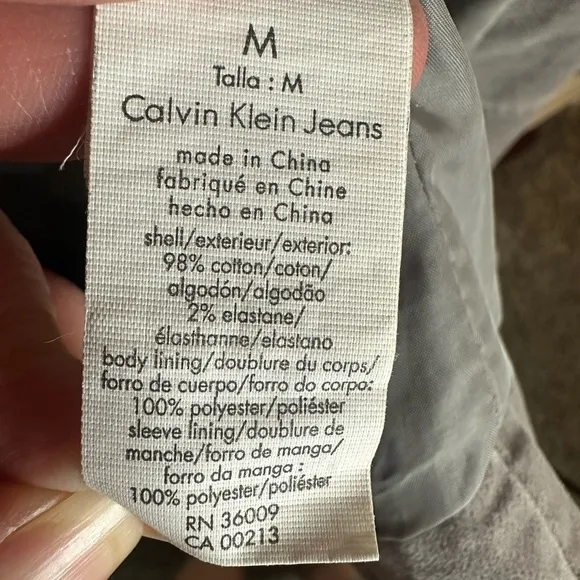 M
Talla : M
Calvin Klein Jeans
made in China
fabriqué en Chine
hecho en China
shell/exterieur/exterior:
98% cotton/coton/
algodón/algodão
2% elastane/
élasthanne/elastano
body lining/doublure du corps/
forro de cuerpo/forro do corpo:
100% polyester/poliéster
sleeve lining/doublure de
manche/forro de manga/
forro da manga :
100% polyester/poliéster
RN 36009
CA 00213